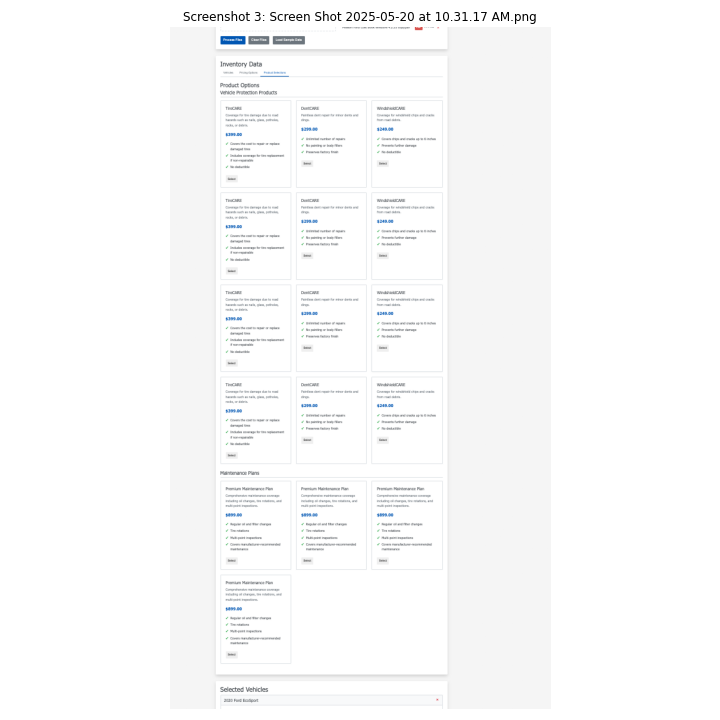 Screenshot 3: Screen Shot 2025-05-20 at 10.31.17 AM.png
Process Files Clear Files Load Sample Data
Inventory Data
Vehicles Product Inventory
Product Options
Vehicle Protection Products
TireCARE
Coverage for tire damage due to road
hazards such as nails, glass, potholes,
rocks, or debris.
$399.00
✓ Covers the cost to repair or replace
damaged tires
✓ Includes coverage for tire replacement
if non-repairable
✓ No deductible
Select
DentCARE
Paintless dent repair for minor dents and
dings.
$299.00
✓ Unlimited number of repairs
✓ No painting or body fillers
✓ Preserves factory finish
Select
WindshieldCARE
Coverage for windshield chips and cracks
from road debris.
$249.00
✓ Covers chips and cracks up to 6 inches
✓ Prevents further damage
✓ No deductible
Select
TireCARE
Coverage for tire damage due to road
hazards such as nails, glass, potholes,
rocks, or debris.
$399.00
✓ Covers the cost to repair or replace
damaged tires
✓ Includes coverage for tire replacement
if non-repairable
✓ No deductible
Select
DentCARE
Paintless dent repair for minor dents and
dings.
$299.00
✓ Unlimited number of repairs
✓ No painting or body fillers
✓ Preserves factory finish
Select
WindshieldCARE
Coverage for windshield chips and cracks
from road debris.
$249.00
✓ Covers chips and cracks up to 6 inches
✓ Prevents further damage
✓ No deductible
Select
TireCARE
Coverage for tire damage due to road
hazards such as nails, glass, potholes,
rocks, or debris.
$399.00
✓ Covers the cost to repair or replace
damaged tires
✓ Includes coverage for tire replacement
if non-repairable
✓ No deductible
Select
DentCARE
Paintless dent repair for minor dents and
dings.
$299.00
✓ Unlimited number of repairs
✓ No painting or body fillers
✓ Preserves factory finish
Select
WindshieldCARE
Coverage for windshield chips and cracks
from road debris.
$249.00
✓ Covers chips and cracks up to 6 inches
✓ Prevents further damage
✓ No deductible
Select
TireCARE
Coverage for tire damage due to road
hazards such as nails, glass, potholes,
rocks, or debris.
$399.00
✓ Covers the cost to repair or replace
damaged tires
✓ Includes coverage for tire replacement
if non-repairable
✓ No deductible
Select
DentCARE
Paintless dent repair for minor dents and
dings.
$299.00
✓ Unlimited number of repairs
✓ No painting or body fillers
✓ Preserves factory finish
Select
WindshieldCARE
Coverage for windshield chips and cracks
from road debris.
$249.00
✓ Covers chips and cracks up to 6 inches
✓ Prevents further damage
✓ No deductible
Select
Maintenance Plans
Premium Maintenance Plan
Comprehensive maintenance coverage
including oil changes, tire rotations, and
multi-point inspections.
$899.00
✓ Regular oil and filter changes
✓ Tire rotations
✓ Multi-point inspections
✓ Covers manufacturer-recommended
maintenance
Select
Premium Maintenance Plan
Comprehensive maintenance coverage
including oil changes, tire rotations, and
multi-point inspections.
$899.00
✓ Regular oil and filter changes
✓ Tire rotations
✓ Multi-point inspections
✓ Covers manufacturer-recommended
maintenance
Select
Premium Maintenance Plan
Comprehensive maintenance coverage
including oil changes, tire rotations, and
multi-point inspections.
$899.00
✓ Regular oil and filter changes
✓ Tire rotations
✓ Multi-point inspections
✓ Covers manufacturer-recommended
maintenance
Select
Premium Maintenance Plan
Comprehensive maintenance coverage
including oil changes, tire rotations, and
multi-point inspections.
$899.00
✓ Regular oil and filter changes
✓ Tire rotations
✓ Multi-point inspections
✓ Covers manufacturer-recommended
maintenance
Select
Selected Vehicles
2020 Ford EcoSport